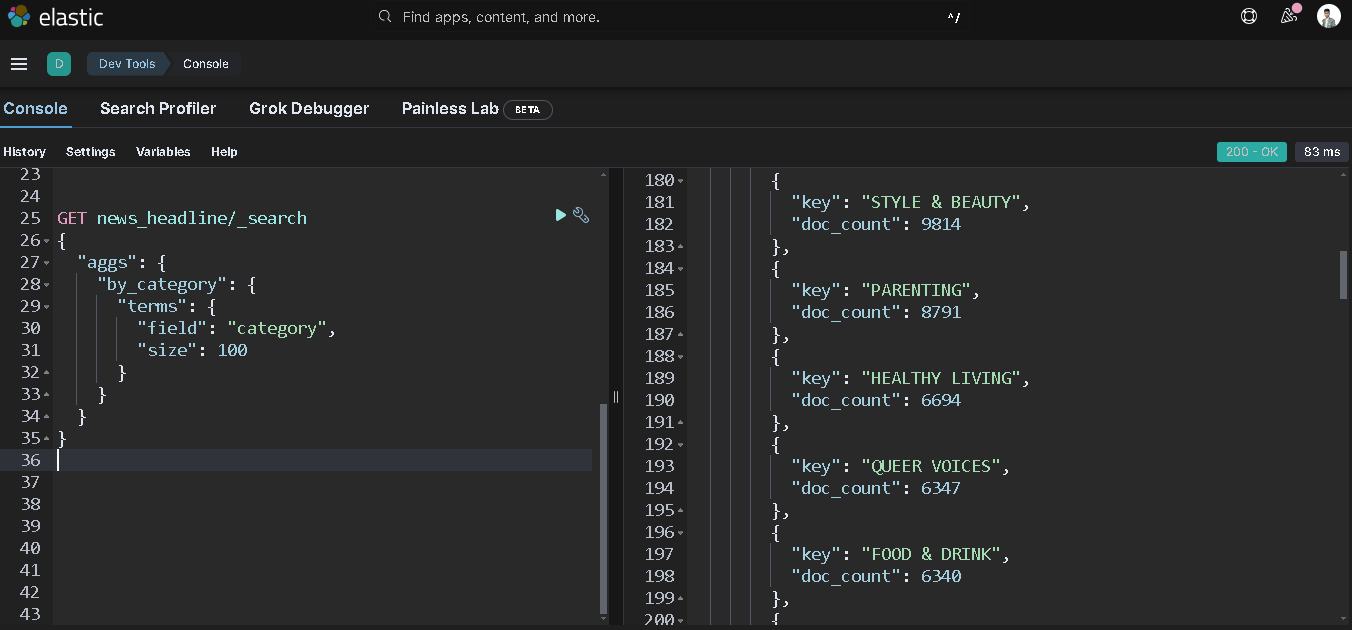 elastic
Find apps, content, and more.
^/
D
Dev Tools
Console
Console
Search Profiler
Grok Debugger
Painless Lab
BETA
History
Settings
Variables
Help
200 - OK
83 ms
23
24
25 GET news_headline/_search
26 {
27 "aggs": {
28 "by_category": {
29 "terms": {
30 "field": "category",
31 "size": 100
32 }
33 }
34 }
35 }
36
37
38
39
40
41
42
43
180 {
181 "key": "STYLE & BEAUTY",
182 "doc_count": 9814
183 },
184 {
185 "key": "PARENTING",
186 "doc_count": 8791
187 },
188 {
189 "key": "HEALTHY LIVING",
190 "doc_count": 6694
191 },
192 {
193 "key": "QUEER VOICES",
194 "doc_count": 6347
195 },
196 {
197 "key": "FOOD & DRINK",
198 "doc_count": 6340
199 },
200 {